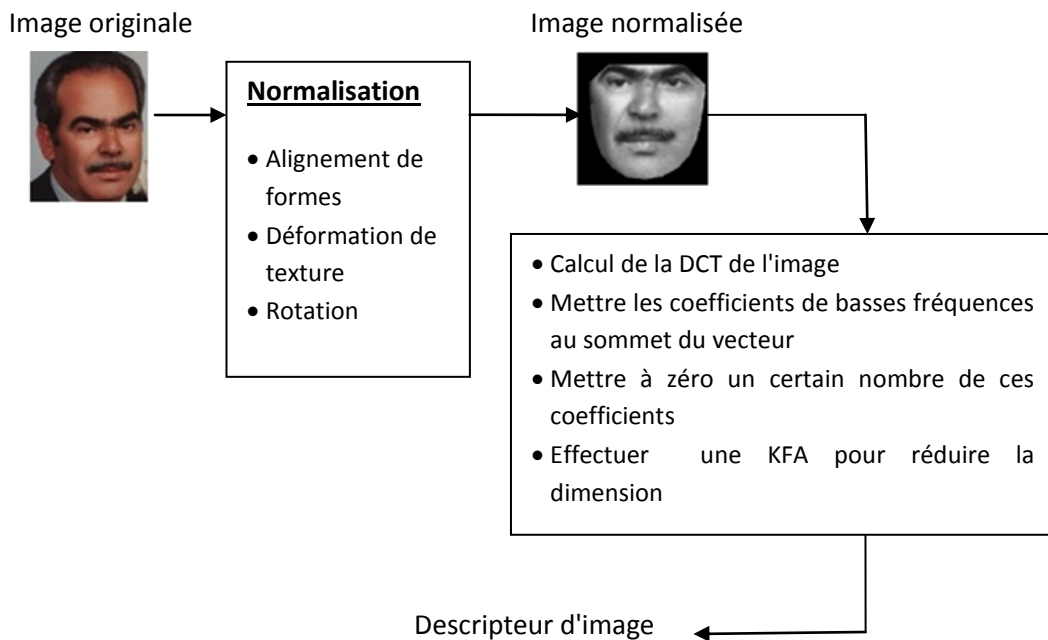 Image originale
Image normalisée
Normalisation
• Alignement de
formes
• Déformation de
texture
• Rotation
• Calcul de la DCT de l'image
• Mettre les coefficients de basses fréquences
au sommet du vecteur
• Mettre à zéro un certain nombre de ces
coefficients
• Effectuer une KFA pour réduire la
dimension
Descripteur d'image